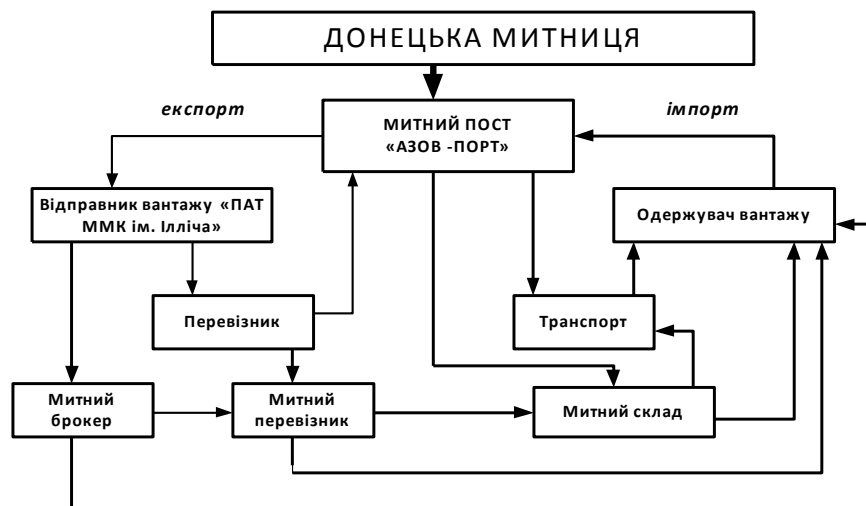 ДОНЕЦЬКА МИТНИЦЯ
експорт
імпорт
МИТНИЙ ПОСТ
«АЗОВ -ПОРТ»
Відправник вантажу «ПАТ
ММК ім. Ілліча»
Одержувач вантажу
Перевізник
Транспорт
Митний
брокер
Митний
перевізник
Митний склад